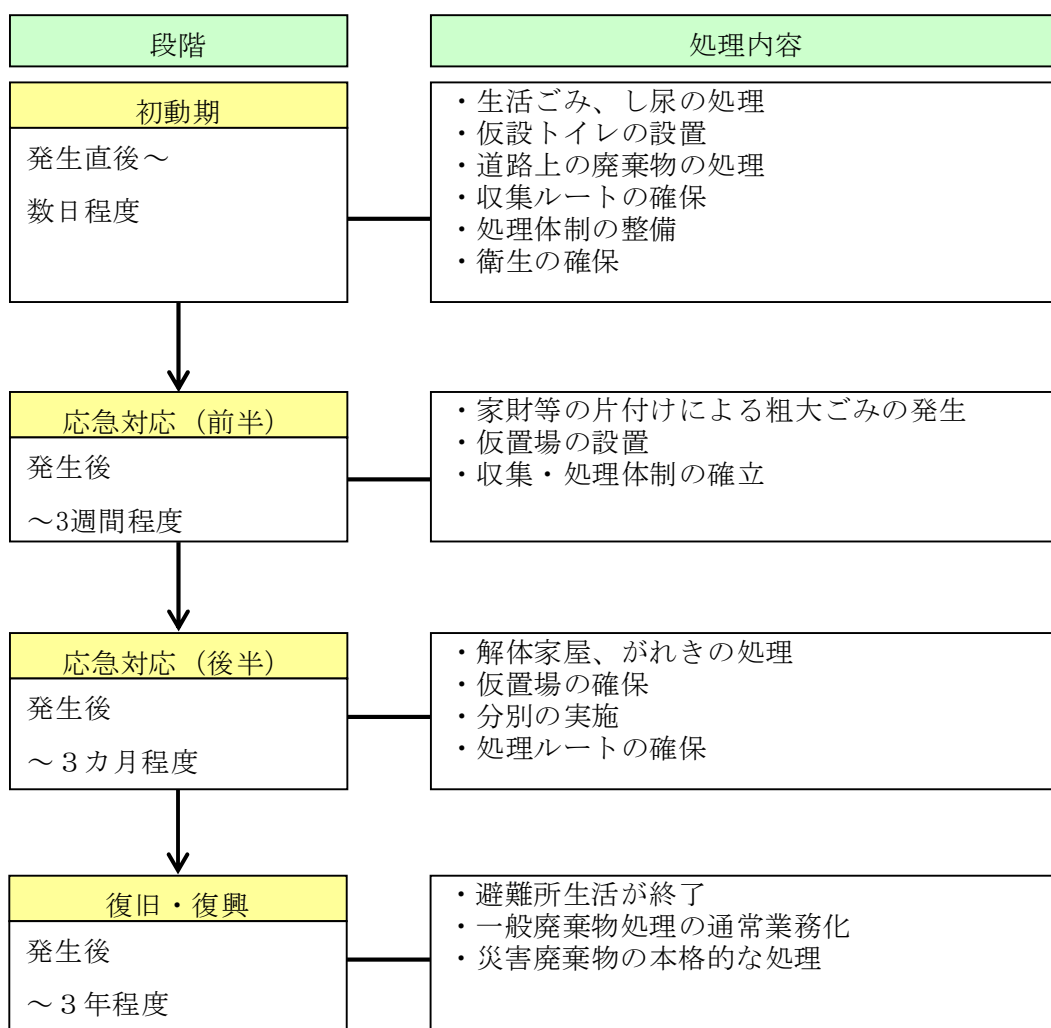 段階
処理内容
初動期
発生直後～
数日程度
・生活ごみ、し尿の処理
・仮設トイレの設置
・道路上の廃棄物の処理
・収集ルートの確保
・処理体制の整備
・衛生の確保
応急対応（前半）
発生後
～3週間程度
・家財等の片付けによる粗大ごみの発生
・仮置場の設置
・収集・処理体制の確立
応急対応（後半）
発生後
～３カ月程度
・解体家屋、がれきの処理
・仮置場の確保
・分別の実施
・処理ルートの確保
復旧・復興
発生後
～３年程度
・避難所生活が終了
・一般廃棄物処理の通常業務化
・災害廃棄物の本格的な処理